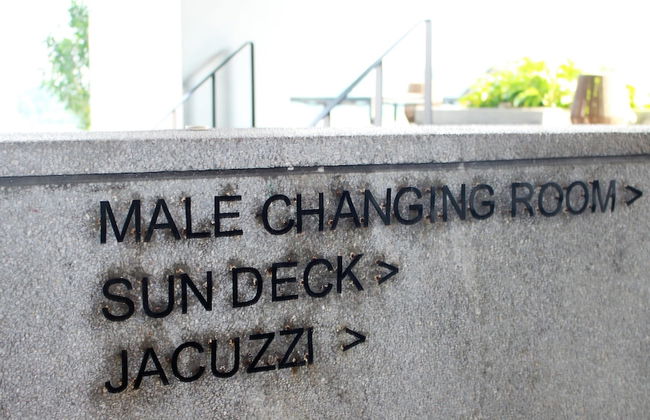 MALE CHANGING ROOM >
SUN DECK >
JACUZZI >